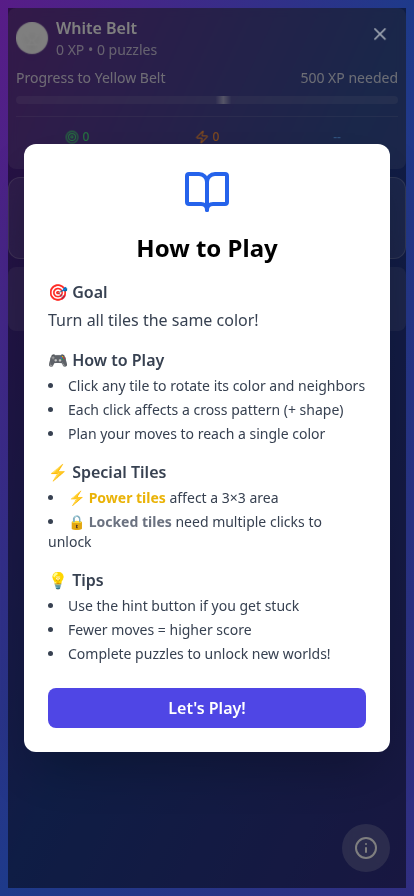 White Belt
0 XP • 0 puzzles
Progress to Yellow Belt
500 XP needed
0
0
--
How to Play
🎯 Goal
Turn all tiles the same color!
🎮 How to Play
• Click any tile to rotate its color and neighbors
• Each click affects a cross pattern (+ shape)
• Plan your moves to reach a single color
⚡ Special Tiles
• ⚡ Power tiles affect a 3×3 area
• 🔒 Locked tiles need multiple clicks to
unlock
💡 Tips
• Use the hint button if you get stuck
• Fewer moves = higher score
• Complete puzzles to unlock new worlds!
Let's Play!